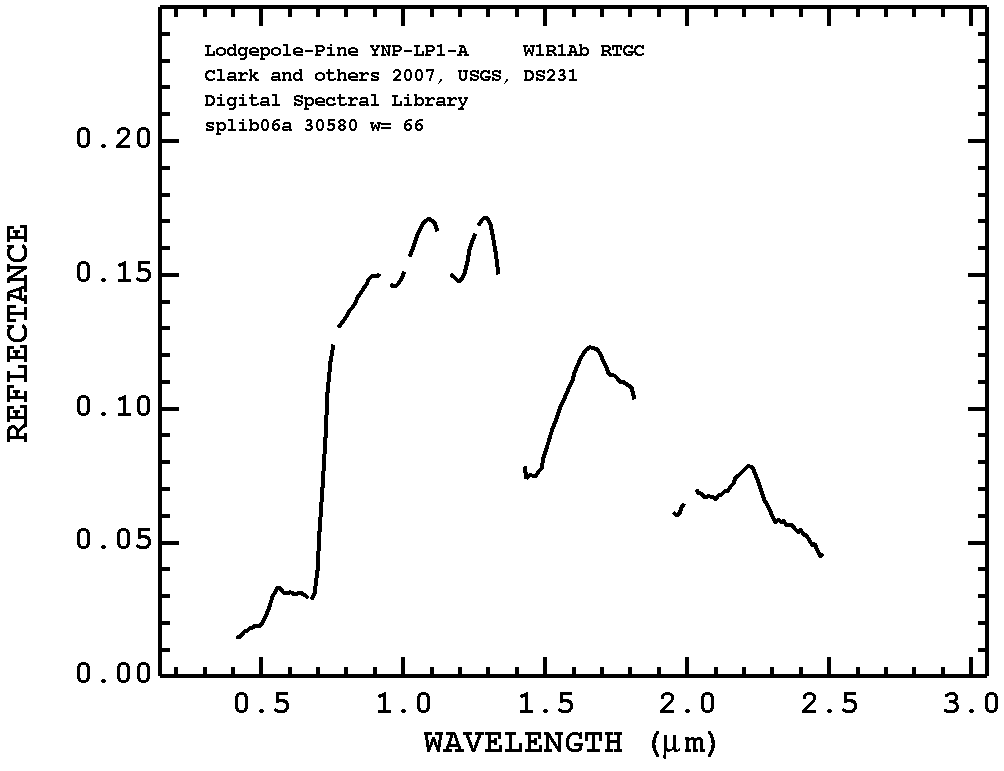 Lodgepole-Pine YNP-LP1-A W1R1Ab RTGC
Clark and others 2007, USGS, DS231
Digital Spectral Library
splib06a 30580 w= 66
REFLECTANCE
0.20
0.15
0.10
0.05
0.00
0.5 1.0 1.5 2.0 2.5 3.0
WAVELENGTH (μm)